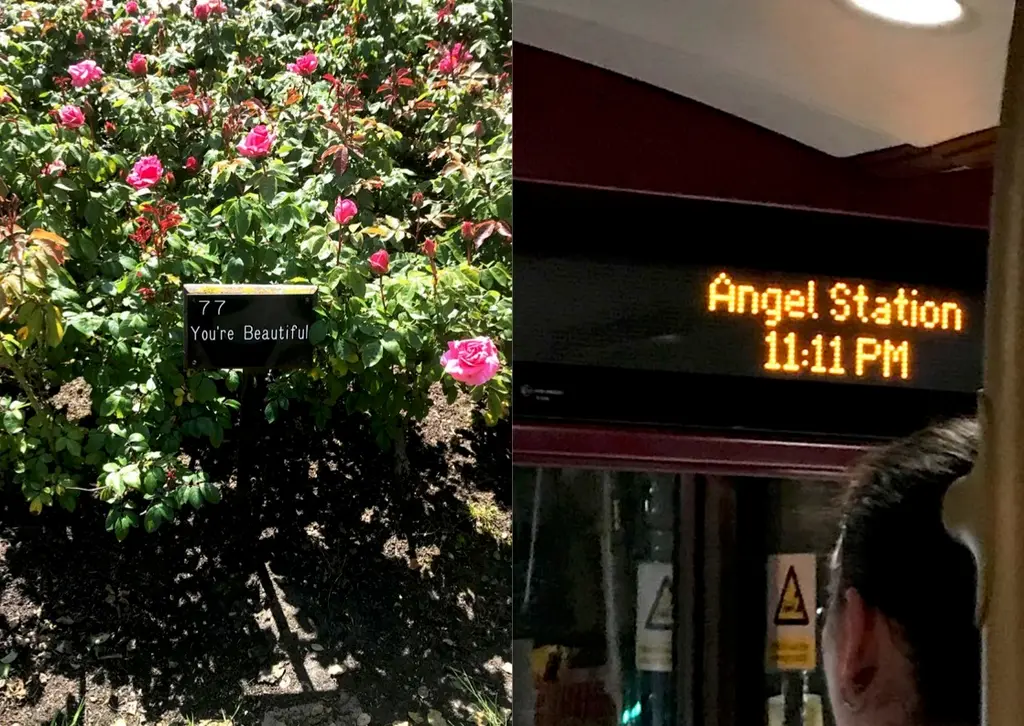 77
You're Beautiful
Angel Station
11:11 PM